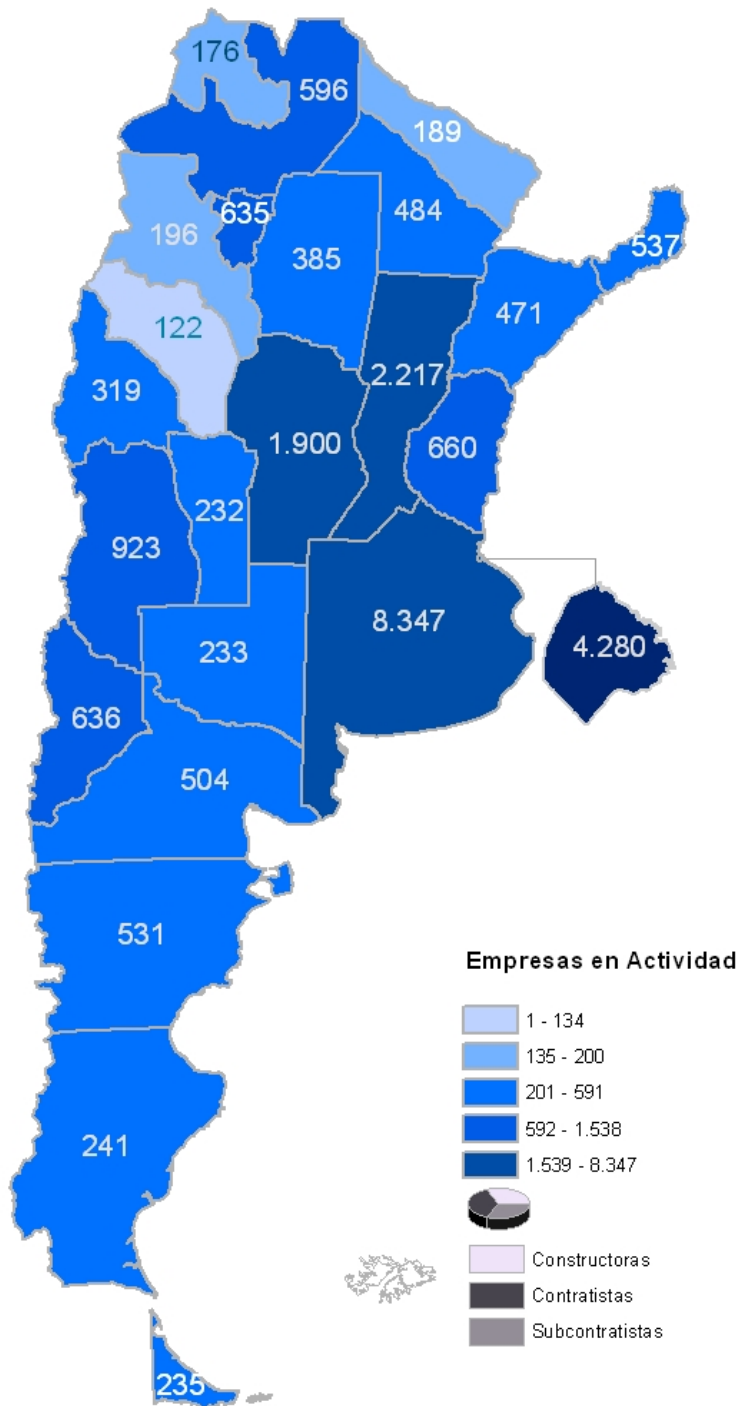 176
596
189
635
484
196
385
537
471
122
2.217
319
1.900
660
232
923
8.347
233
4.280
636
504
531
Empresas en Actividad
1 - 134
135 - 200
201 - 591
592 - 1.538
1.539 - 8.347
241
Constructoras
Contratistas
Subcontratistas
235